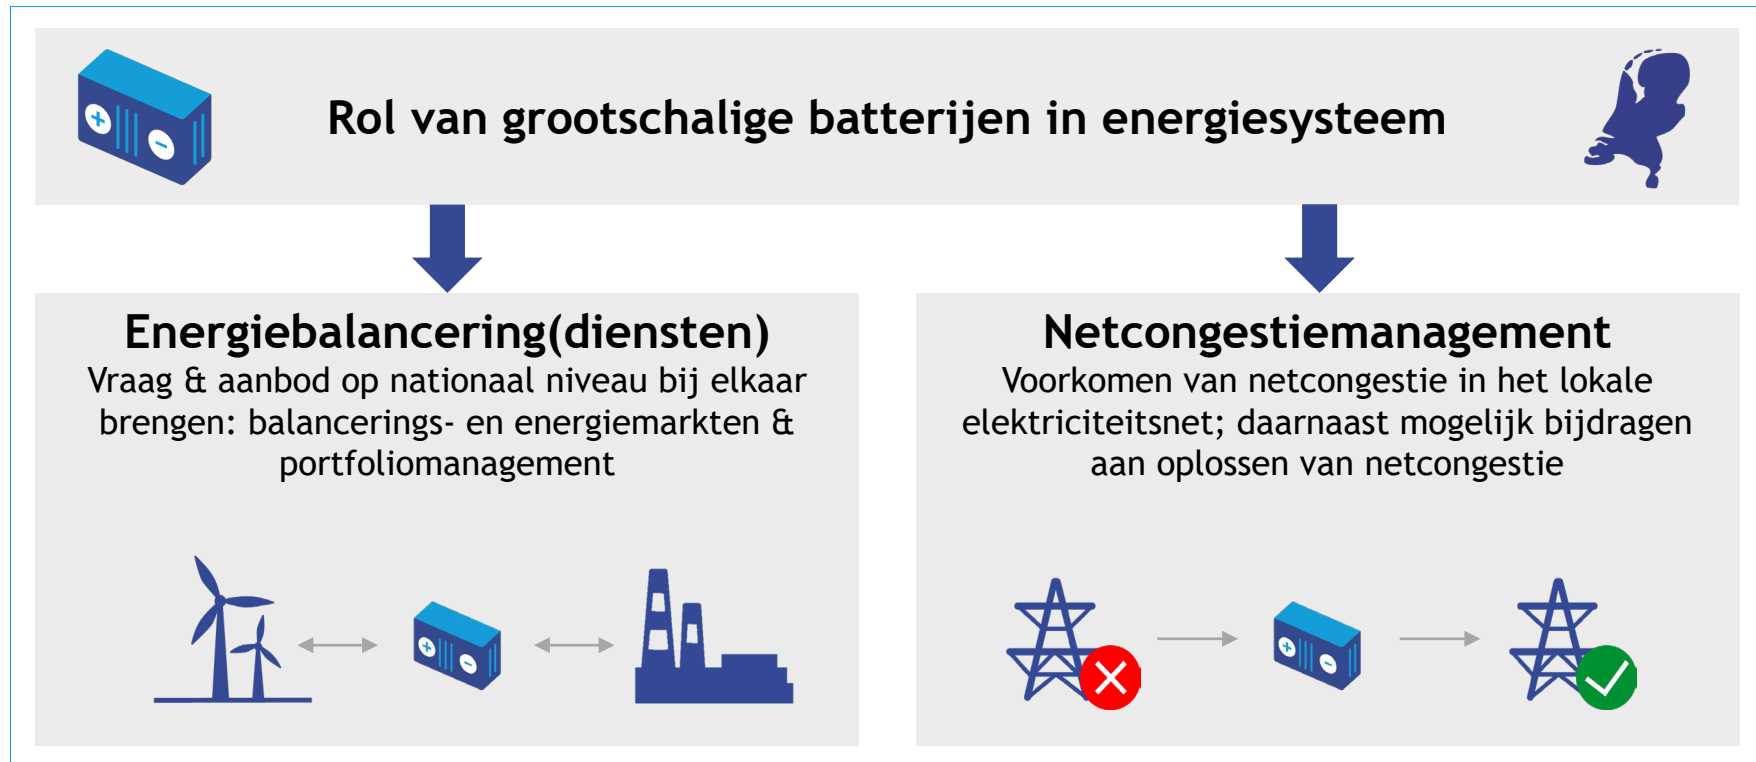 Rol van grootschalige batterijen in energiesysteem
Energiebalancering(diensten)
Vraag & aanbod op nationaal niveau bij elkaar
brengen: balancerings- en energiemarkten &
portfoliomanagement
Netcongestiemanagement
Voorkomen van netcongestie in het lokale
elektriciteitsnet; daarnaast mogelijk bijdragen
aan oplossen van netcongestie